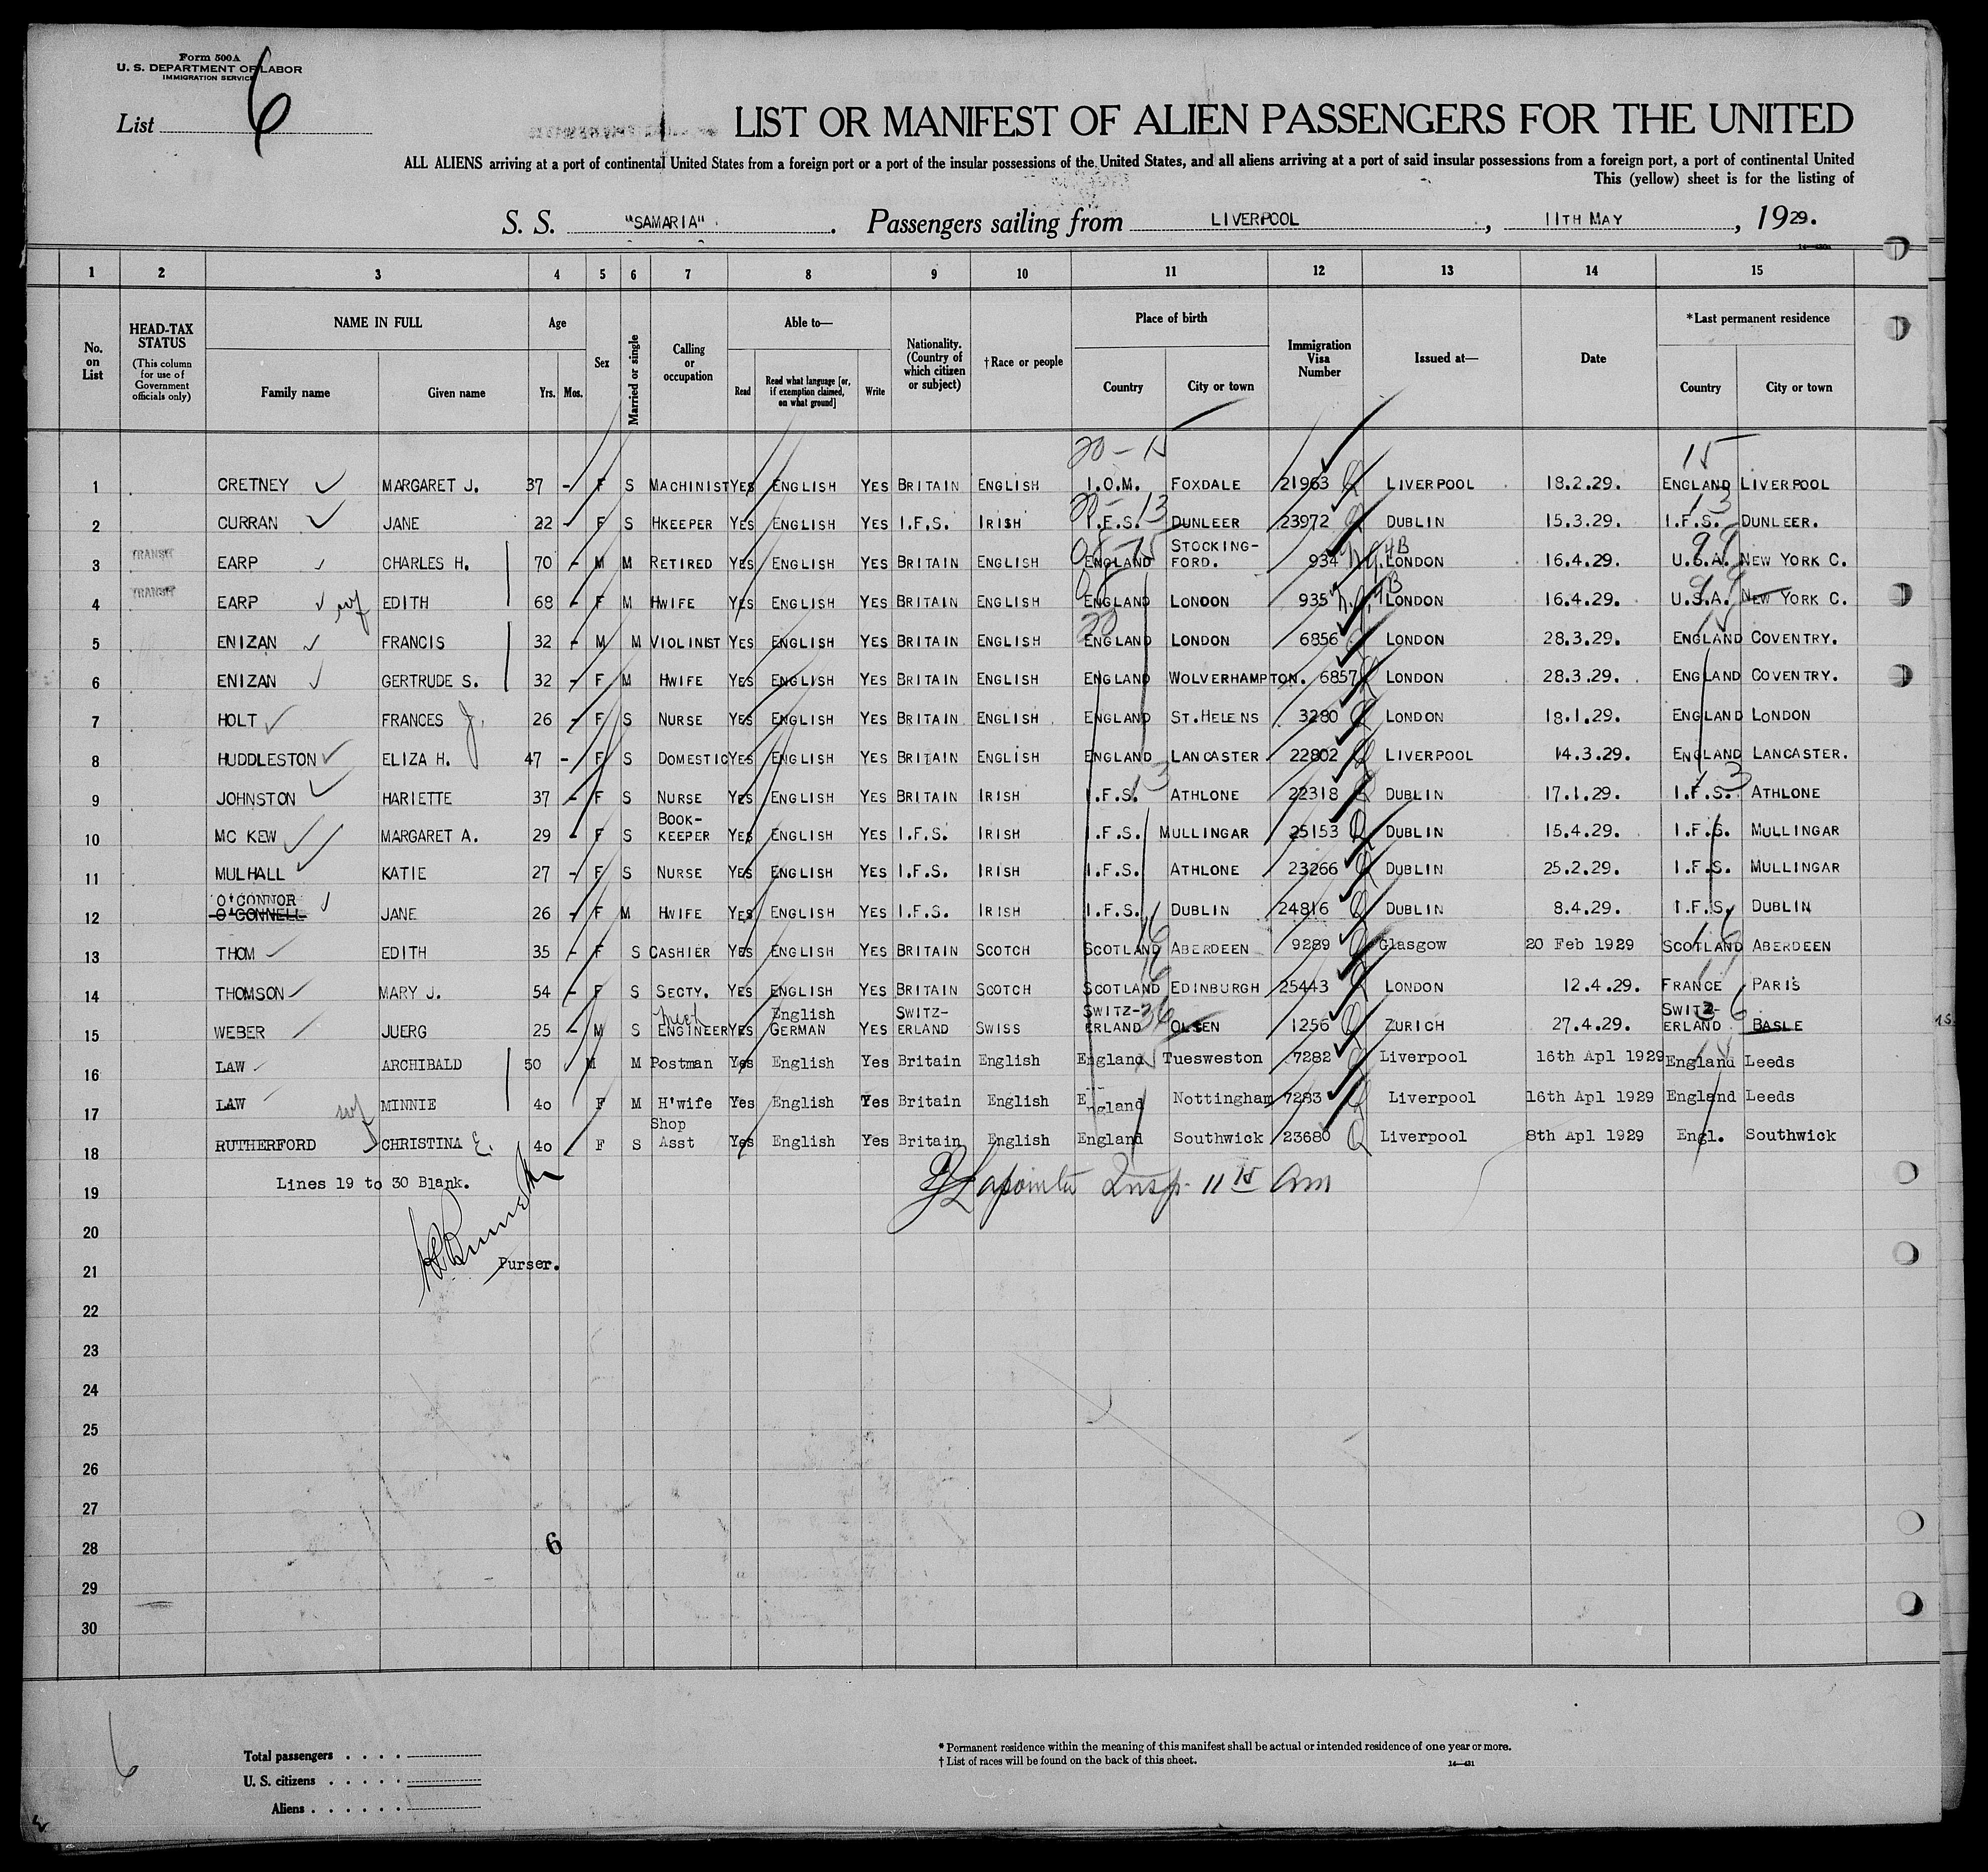 Form 500A
U. S. DEPARTMENT OF LABOR
IMMIGRATION SERVICE
List 6
LIST OR MANIFEST OF ALIEN PASSENGERS FOR THE UNITED
ALL ALIENS arriving at a port of continental United States from a foreign port or a port of the insular possessions of the United States, and all aliens arriving at a port of said insular possessions from a foreign port, a port of continental United
This (yellow) sheet is for the listing of
S. S. "SAMARIA". Passengers sailing from LIVERPOOL, 11TH MAY, 1929.
1 2 3 4 5 6 7 8 9 10 11 12 13 14 15
No. on List
HEAD-TAX STATUS (This column for use of Government officials only)
NAME IN FULL Family name Given name
Age Yrs. Mos.
Sex
Married or single
Calling or occupation
Able to— Read Read what language [or, if exemption claimed, on what ground] Write
Nationality. (Country of which citizen or subject)
†Race or people
Place of birth Country City or town
Immigration Visa Number
Issued at—
Date
*Last permanent residence Country City or town
20-15 15
1 CRETNEY MARGARET J. 37 - F S MACHINIST YES ENGLISH YES BRITAIN ENGLISH I.O.M. FOXDALE 21963 LIVERPOOL 18.2.29. ENGLAND LIVERPOOL
2 CURRAN JANE 22 - F S HKEEPER YES ENGLISH YES I.F.S. IRISH I.F.S. 13 DUNLEER 23972 DUBLIN 15.3.29. I.F.S. 13 DUNLEER.
3 TRANSIT EARP CHARLES H. 70 - M M RETIRED YES ENGLISH YES BRITAIN ENGLISH ENGLAND STOCKING-FORD. 934 LONDON 16.4.29. U.S.A. 99 NEW YORK C.
4 TRANSIT EARP wf EDITH 68 - F M HWIFE YES ENGLISH YES BRITAIN ENGLISH ENGLAND LONDON 935 LONDON 16.4.29. U.S.A. 99 NEW YORK C.
5 ENIZAN FRANCIS 32 - M M VIOLINIST YES ENGLISH YES BRITAIN ENGLISH 20 ENGLAND LONDON 6856 LONDON 28.3.29. 15 ENGLAND COVENTRY.
6 ENIZAN GERTRUDE S. 32 - F M HWIFE YES ENGLISH YES BRITAIN ENGLISH ENGLAND WOLVERHAMPTON. 6857 LONDON 28.3.29. ENGLAND COVENTRY.
7 HOLT FRANCES J. 26 - F S NURSE YES ENGLISH YES BRITAIN ENGLISH ENGLAND ST.HELENS 3280 LONDON 18.1.29. ENGLAND LONDON
8 HUDDLESTON ELIZA H. 47 - F S DOMESTIC YES ENGLISH YES BRITAIN ENGLISH ENGLAND LANCASTER 22802 LIVERPOOL 14.3.29. ENGLAND LANCASTER.
9 JOHNSTON HARIETTE 37 - F S NURSE YES ENGLISH YES BRITAIN IRISH I.F.S. 13 ATHLONE 22318 DUBLIN 17.1.29. I.F.S. 13 ATHLONE
10 MC KEW MARGARET A. 29 - F S BOOK-KEEPER YES ENGLISH YES I.F.S. IRISH I.F.S. MULLINGAR 25153 DUBLIN 15.4.29. I.F.S. MULLINGAR
11 MULHALL KATIE 27 - F S NURSE YES ENGLISH YES I.F.S. IRISH I.F.S. ATHLONE 23266 DUBLIN 25.2.29. I.F.S. MULLINGAR
12 O'CONNOR O'CONNELL JANE 26 - F M HWIFE YES ENGLISH YES I.F.S. IRISH I.F.S. DUBLIN 24816 DUBLIN 8.4.29. I.F.S. DUBLIN
13 THOM EDITH 35 - F S CASHIER YES ENGLISH YES BRITAIN SCOTCH SCOTLAND 16 ABERDEEN 9289 Glasgow 20 Feb 1929 SCOTLAND 16 ABERDEEN
14 THOMSON MARY J. 54 - F S SECTY. YES ENGLISH YES BRITAIN SCOTCH SCOTLAND 16 EDINBURGH 25443 LONDON 12.4.29. FRANCE PARIS
15 WEBER JUERG 25 - M S mech ENGINEER YES English GERMAN YES SWITZ-ERLAND SWISS SWITZ-ERLAND 36 OLSEN 1256 ZURICH 27.4.29. SWITZ-ERLAND 36 BASLE
16 LAW ARCHIBALD 50 M M Postman Yes English Yes Britain English England Tuesweston 7282 Liverpool 16th Apl 1929 England Leeds
17 LAW wf MINNIE 40 F M H'wife Yes English Yes Britain English England Nottingham 7283 Liverpool 16th Apl 1929 England Leeds
18 RUTHERFORD CHRISTINA E. 40 F S Shop Asst Yes English Yes Britain English England Southwick 23680 Liverpool 8th Apl 1929 Engl. Southwick
19 Lines 19 to 30 Blank. Lapointe Insp. 11 15 am
20
21 Purser.
22
23
24
25
26
27
28 6
29
30
6
Total passengers . . . .
U. S. citizens . . . . .
Aliens . . . . . .
* Permanent residence within the meaning of this manifest shall be actual or intended residence of one year or more.
† List of races will be found on the back of this sheet.
14—431